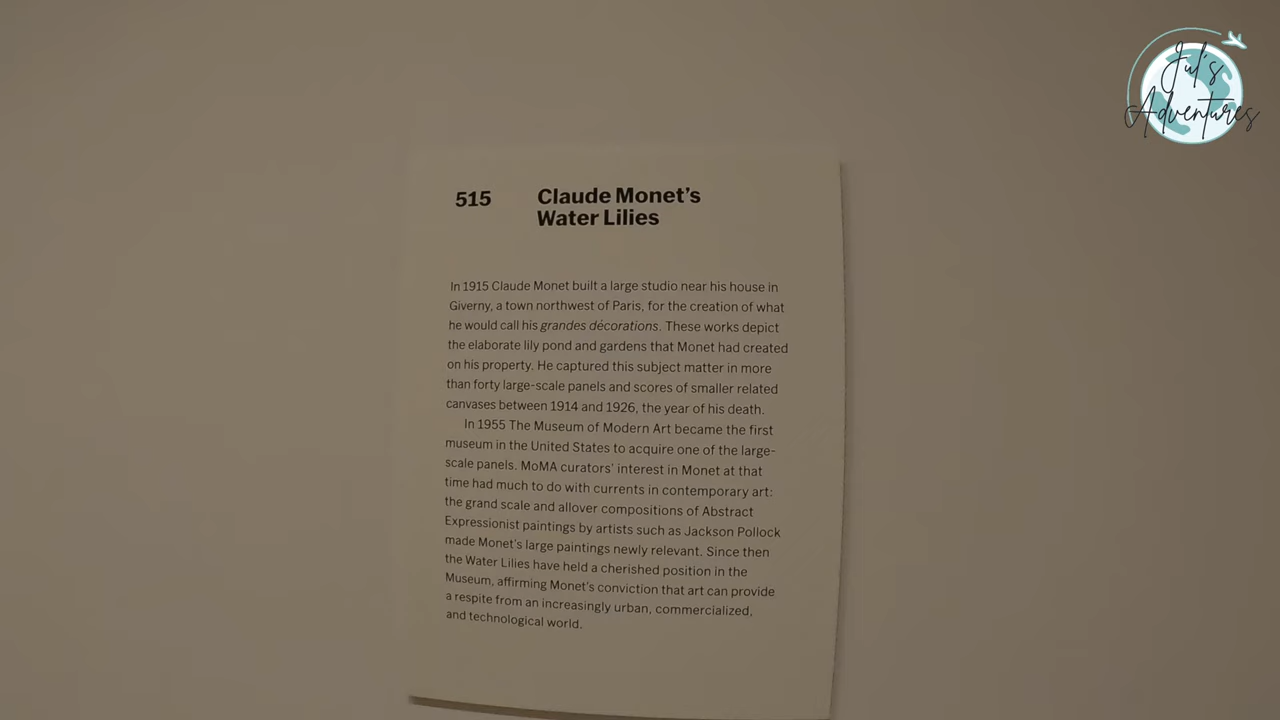 Jul's
Adventures
515 Claude Monet's
Water Lilies
In 1915 Claude Monet built a large studio near his house in
Giverny, a town northwest of Paris, for the creation of what
he would call his grandes décorations. These works depict
the elaborate lily pond and gardens that Monet had created
on his property. He captured this subject matter in more
than forty large-scale panels and scores of smaller related
canvases between 1914 and 1926, the year of his death.
In 1955 The Museum of Modern Art became the first
museum in the United States to acquire one of the large-
scale panels. MoMA curators' interest in Monet at that
time had much to do with currents in contemporary art:
the grand scale and allover compositions of Abstract
Expressionist paintings by artists such as Jackson Pollock
made Monet's large paintings newly relevant. Since then
the Water Lilies have held a cherished position in the
Museum, affirming Monet's conviction that art can provide
a respite from an increasingly urban, commercialized,
and technological world.